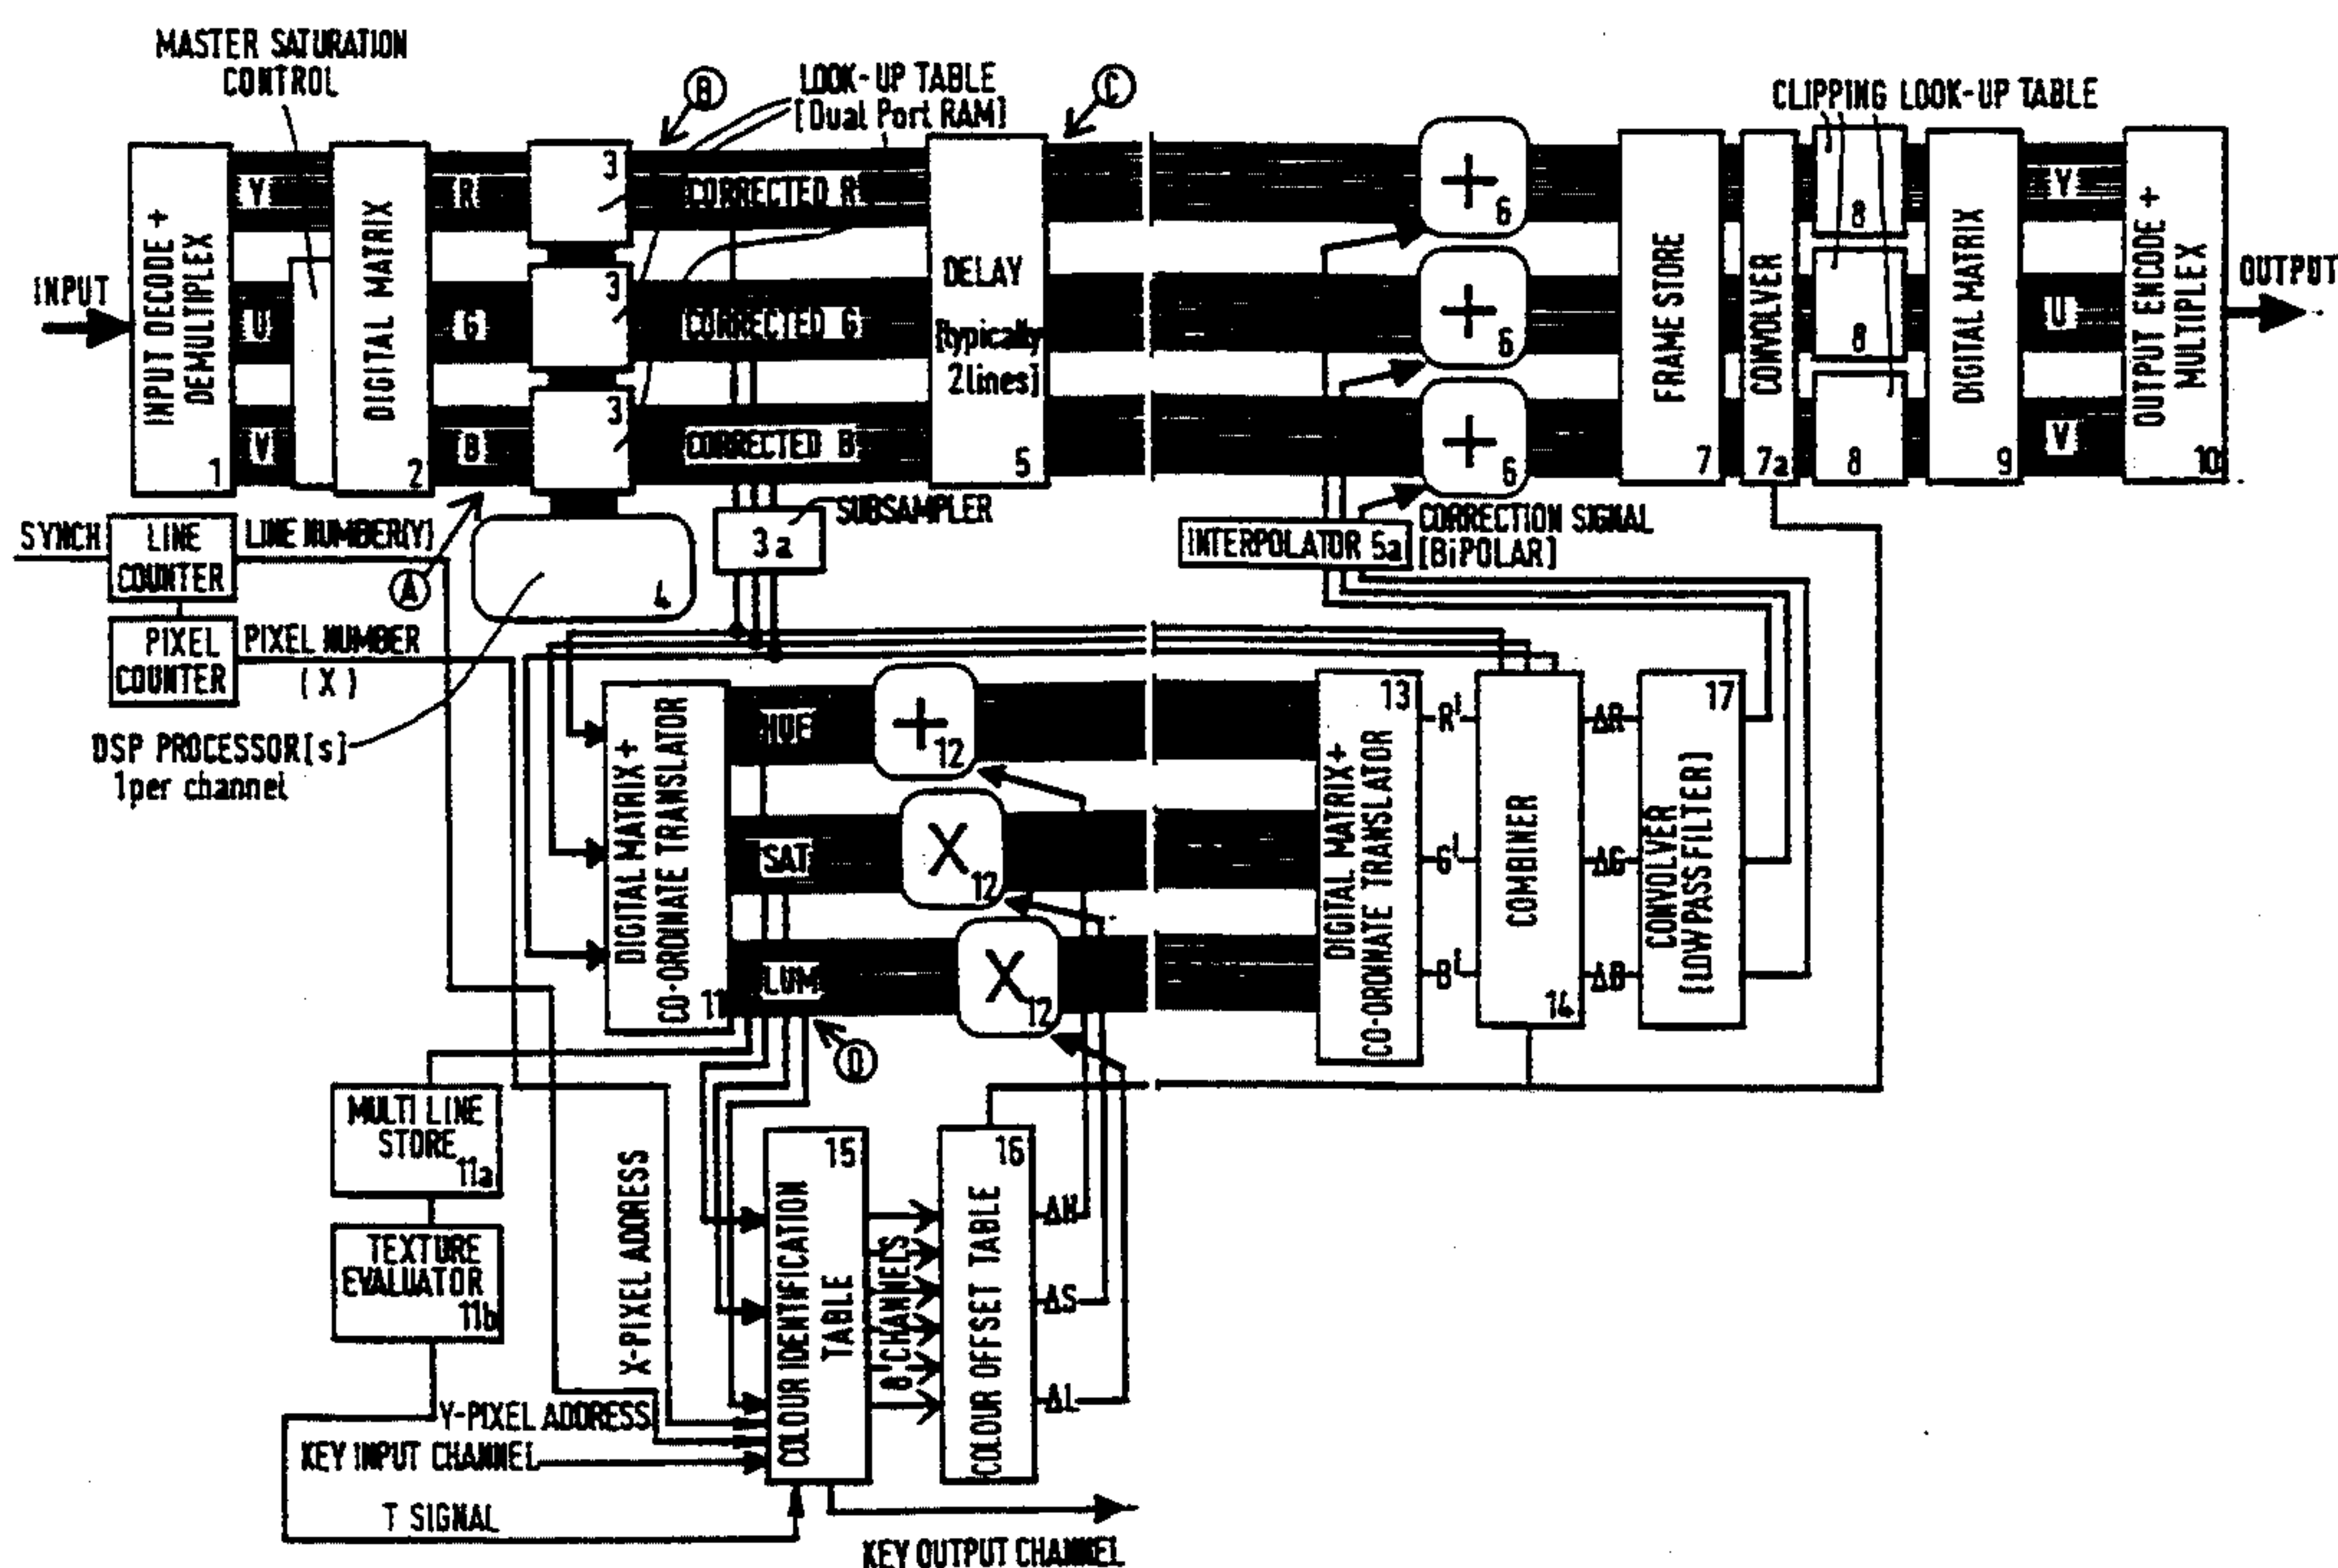 MASTER SATURATION
CONTROL
B
LOOK-UP TABLE
[Dual Port RAM]
C
CLIPPING LOOK-UP TABLE
INPUT
INPUT DECODE +
DEMULTIPLEX
1
Y
U
V
DIGITAL MATRIX
2
R
G
B
3
3
3
CORRECTED R
CORRECTED G
CORRECTED B
DELAY
[typically
2lines]
5
+
6
+
6
+
6
FRAME STORE
7
CONVOLVER
7a
8
8
8
DIGITAL MATRIX
9
Y
U
V
OUTPUT ENCODE +
MULTIPLEX
10
OUTPUT
SYNCH
LINE
COUNTER
LINE NUMBER(Y)
A
4
SUBSAMPLER
3a
INTERPOLATOR 5a
CORRECTION SIGNAL
[BiPOLAR]
PIXEL
COUNTER
PIXEL NUMBER
(X)
DSP PROCESSOR[s]
1per channel
DIGITAL MATRIX+
CO-ORDINATE TRANSLATOR
11
HUE
SAT
LUM
+
12
X
12
X
12
D
DIGITAL MATRIX+
CO-ORDINATE TRANSLATOR
13
R'
G'
B'
COMBINER
14
ΔR
ΔG
ΔB
CONVOLVER
[LOW PASS FILTER]
17
MULTI LINE
STORE
11a
TEXTURE
EVALUATOR
11b
X-PIXEL ADDRESS
COLOUR IDENTIFICATION
TABLE
15
8 CHANNELS
COLOUR OFFSET TABLE
16
ΔH
ΔS
ΔL
Y-PIXEL ADDRESS
KEY INPUT CHANNEL
T SIGNAL
KEY OUTPUT CHANNEL